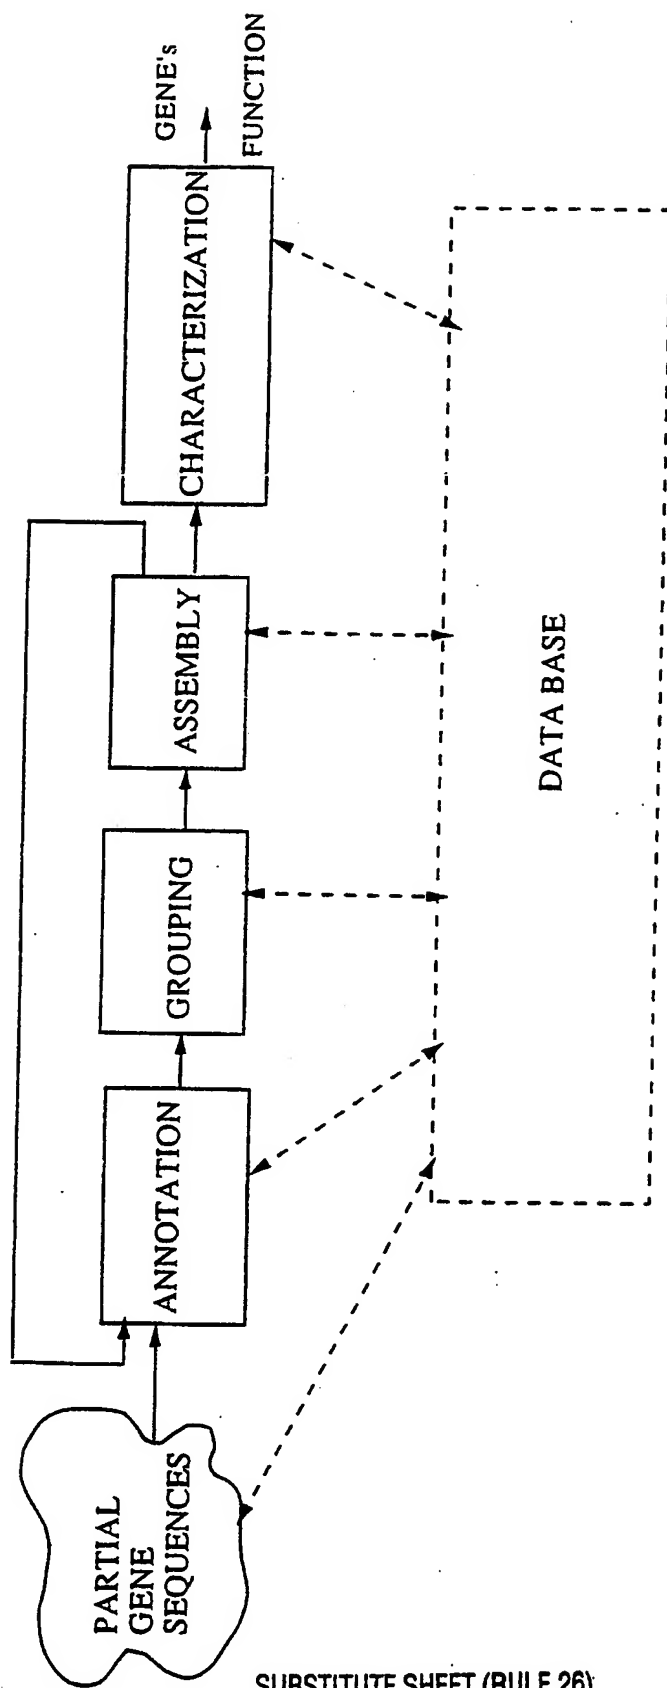 PARTIAL
GENE
SEQUENCES
ANNOTATION
GROUPING
ASSEMBLY
CHARACTERIZATION
GENE's
FUNCTION
DATA BASE
SUBSTITUTE SHEET (RULE 26)